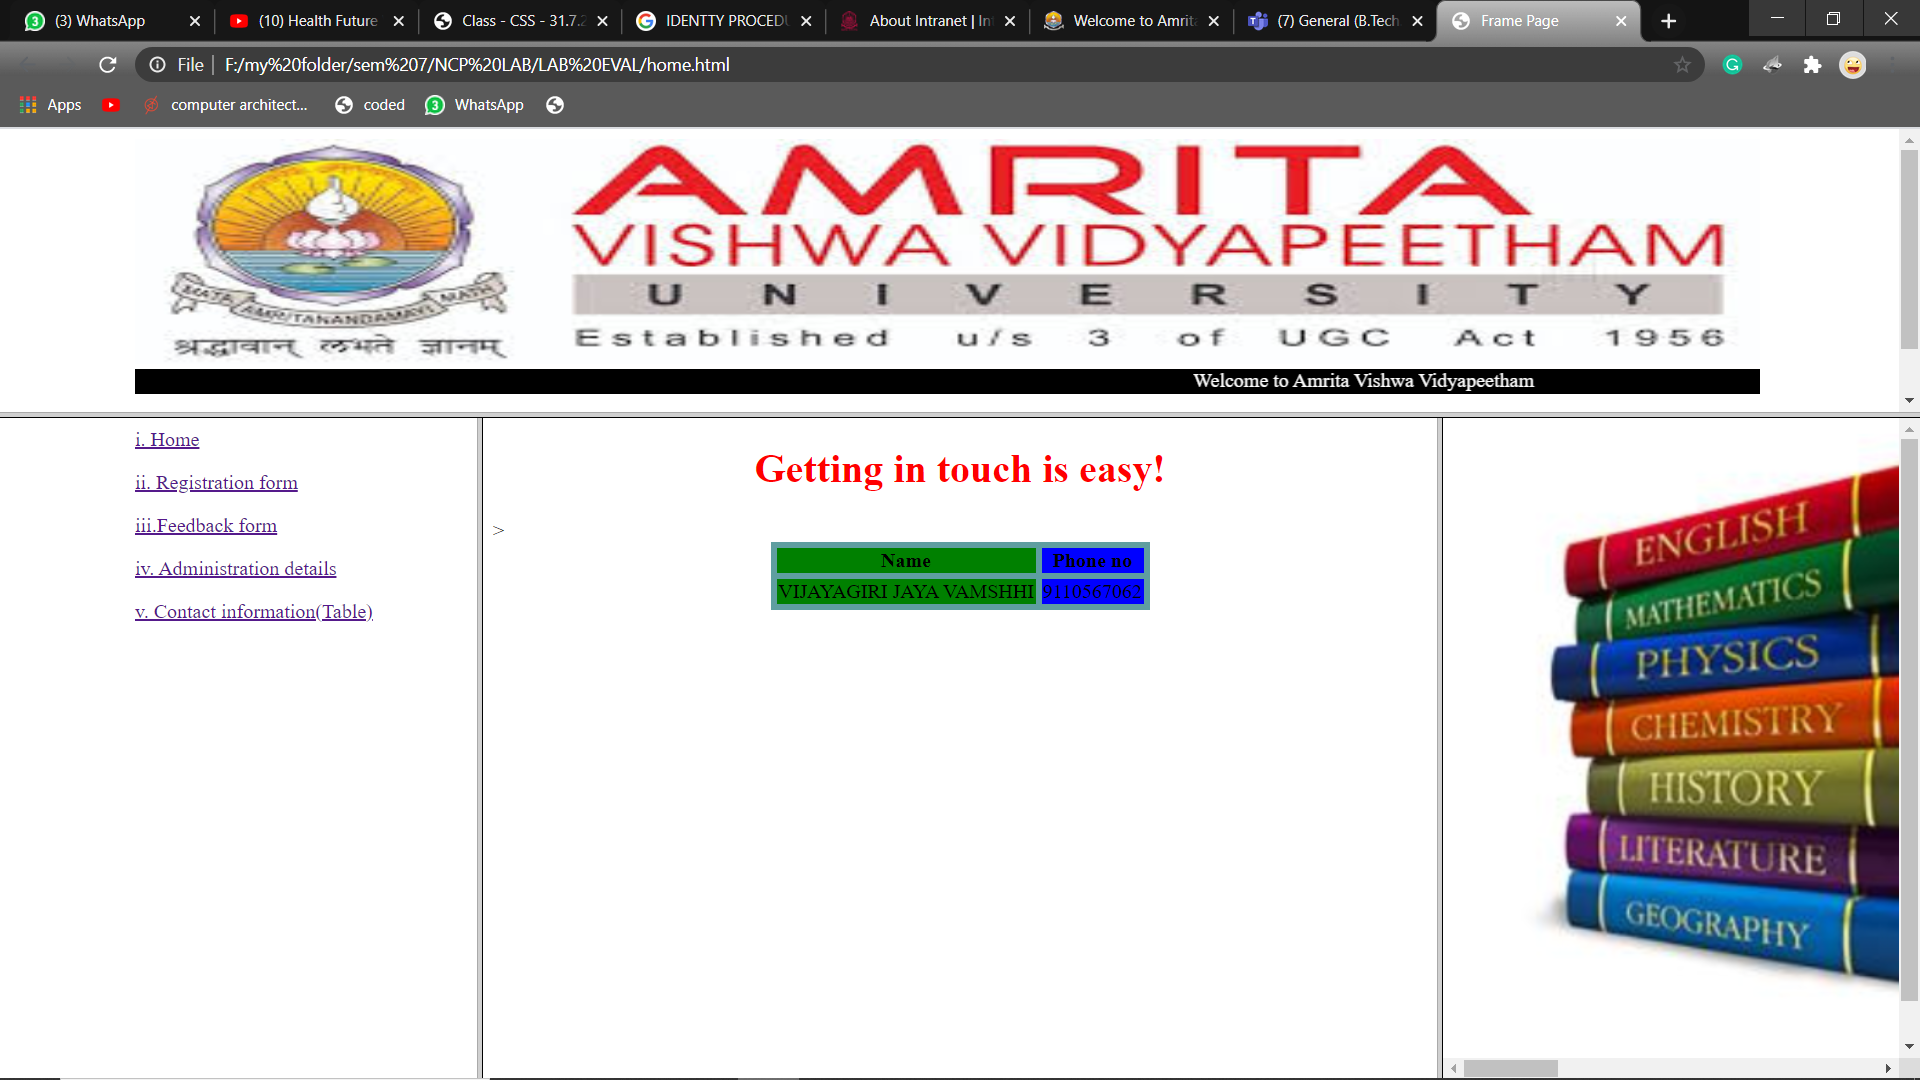 (3) WhatsApp
(10) Health Future
Class - CSS - 31.7.2
IDENTTY PROCEDU
About Intranet | Int
Welcome to Amrita
(7) General (B.Tech
Frame Page
File
F:/my%20folder/sem%207/NCP%20LAB/LAB%20EVAL/home.html
Apps
computer architect...
coded
WhatsApp
AMRITA
VISHWA VIDYAPEETHAM
UNIVERSITY
Established u/s 3 of UGC Act 1956
MATA AMRITANANDAMAYI MATH
श्रद्धावान् लभते ज्ञानम्
Welcome to Amrita Vishwa Vidyapeetham
i. Home
ii. Registration form
iii.Feedback form
iv. Administration details
v. Contact information(Table)
Getting in touch is easy!
>
Name Phone no
VIJAYAGIRI JAYA VAMSHHI 9110567062
ENGLISH
MATHEMATICS
PHYSICS
CHEMISTRY
HISTORY
LITERATURE
GEOGRAPHY